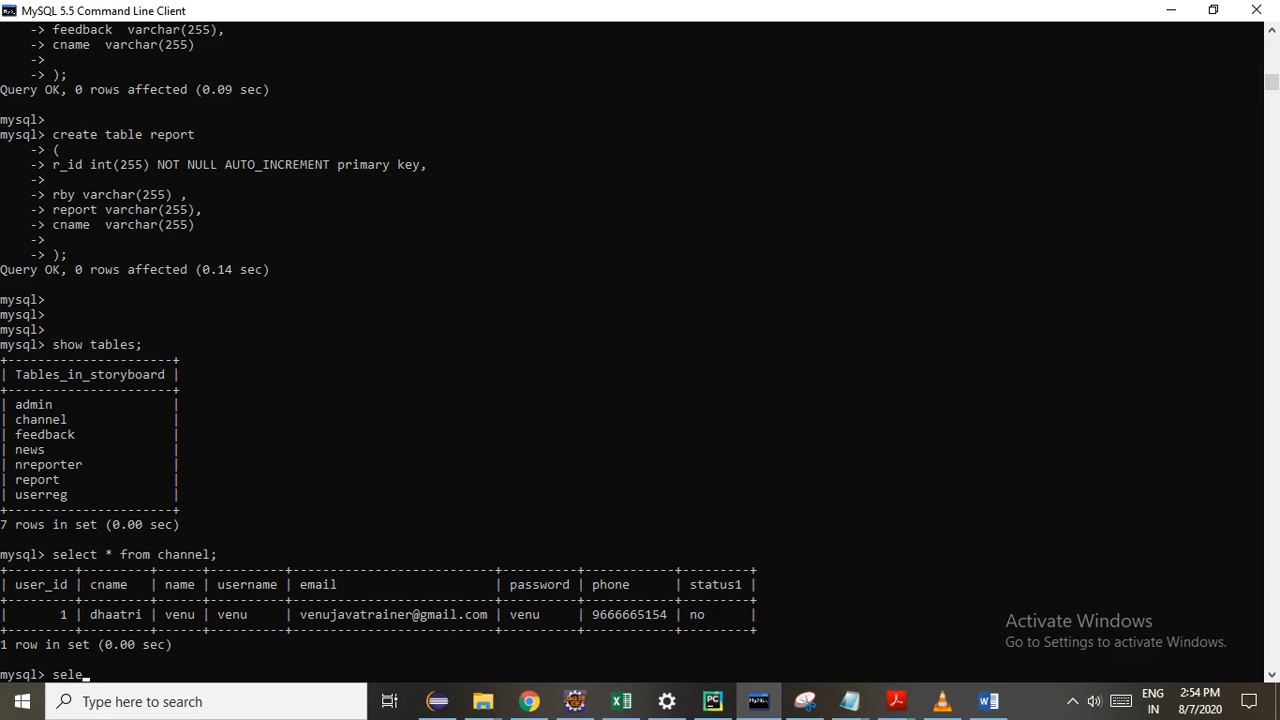 MySQL 5.5 Command Line Client
    -> feedback  varchar(255),
    -> cname  varchar(255)
    ->
    -> );
Query OK, 0 rows affected (0.09 sec)
mysql>
mysql> create table report
    -> (
    -> r_id int(255) NOT NULL AUTO_INCREMENT primary key,
    ->
    -> rby varchar(255) ,
    -> report varchar(255),
    -> cname  varchar(255)
    ->
    -> );
Query OK, 0 rows affected (0.14 sec)
mysql>
mysql>
mysql>
mysql> show tables;
+----------------------+
| Tables_in_storyboard |
+----------------------+
| admin                |
| channel              |
| feedback             |
| news                 |
| nreporter            |
| report               |
| userreg              |
+----------------------+
7 rows in set (0.00 sec)
mysql> select * from channel;
+---------+---------+------+----------+---------------------------+----------+------------+---------+
| user_id | cname   | name | username | email                     | password | phone      | status1 |
+---------+---------+------+----------+---------------------------+----------+------------+---------+
|       1 | dhaatri | venu | venu     | venujavatrainer@gmail.com | venu     | 9666665154 | no      |
+---------+---------+------+----------+---------------------------+----------+------------+---------+
1 row in set (0.00 sec)
mysql> sele_
Activate Windows
Go to Settings to activate Windows.
Type here to search
ENG
IN
2:54 PM
8/7/2020